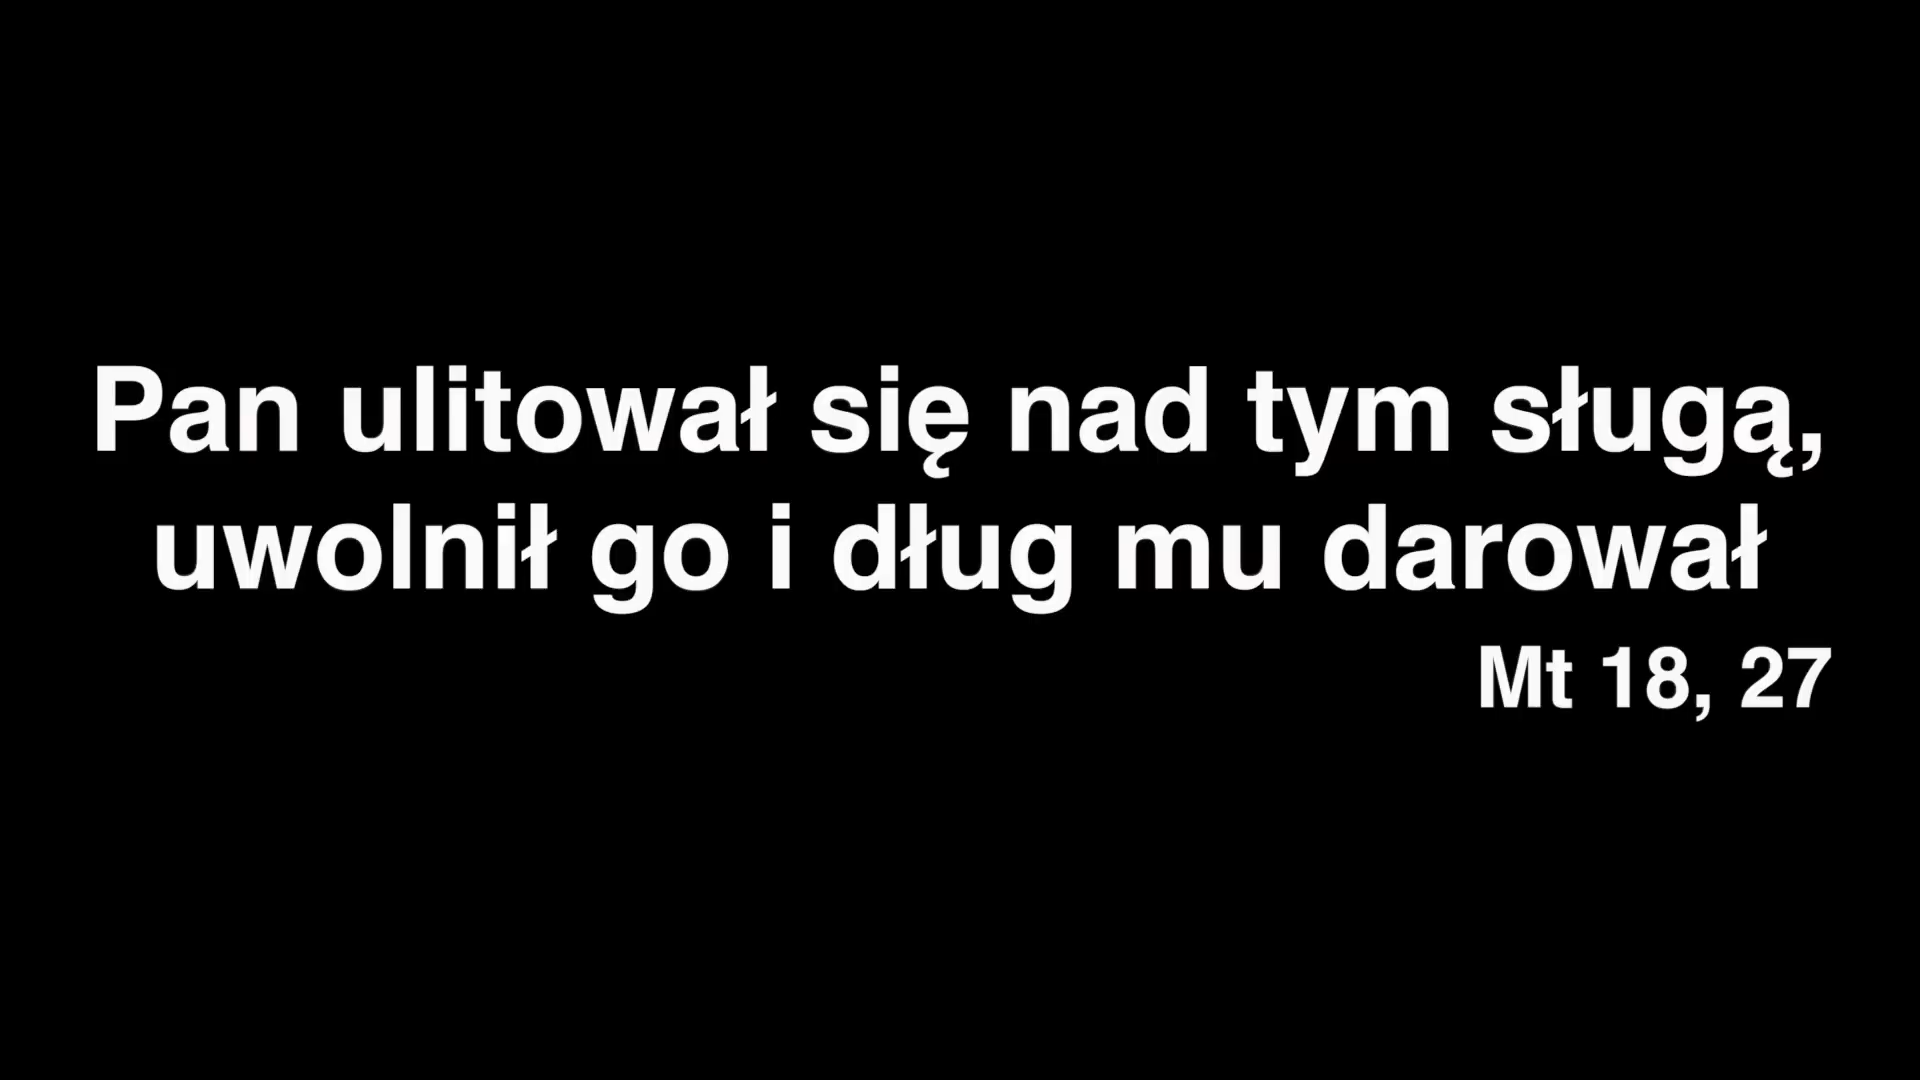 Pan ulitował się nad tym sługą,
uwolnił go i dług mu darował
Mt 18, 27